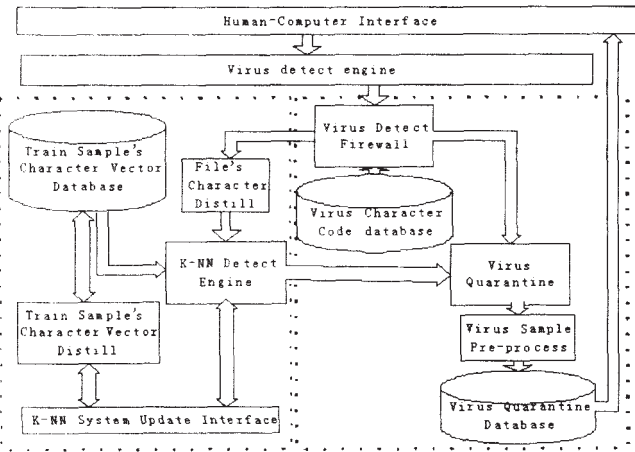 Human-Computer Interface
Virus detect engine
Train Sample's
Character Vector
Database
File's
Character
Distill
Virus Detect
Firewall
Virus Character
Code database
K-NN Detect
Engine
Virus
Quarantine
Train Sample's
Character Vector
Distill
Virus Sample
Pre-process
K-NN System Update Interface
Virus Quarantine
Database